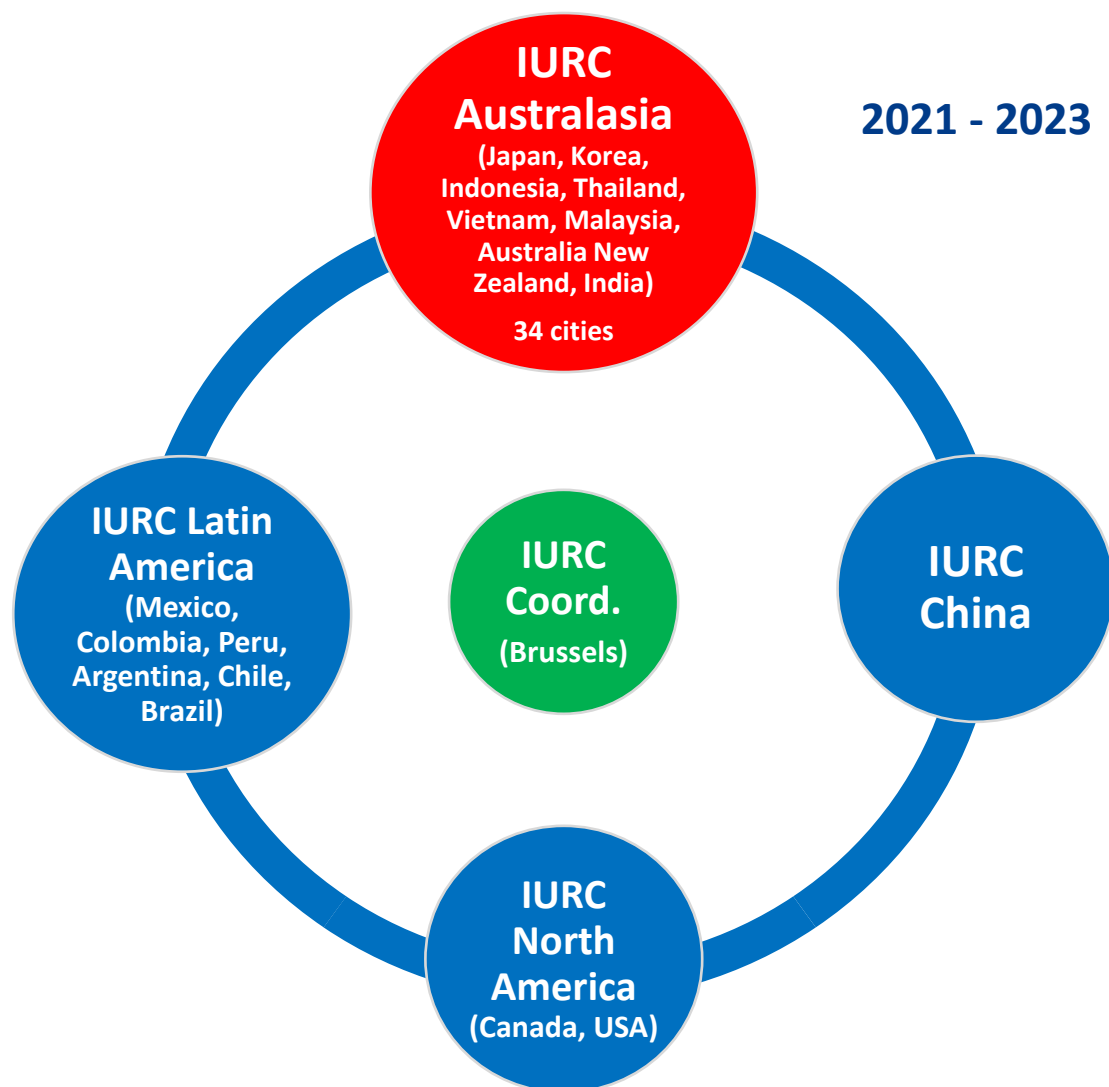 IURC
Australasia
(Japan, Korea,
Indonesia, Thailand,
Vietnam, Malaysia,
Australia New
Zealand, India)
34 cities
2021 - 2023
IURC Latin
America
(Mexico,
Colombia, Peru,
Argentina, Chile,
Brazil)
IURC
Coord.
(Brussels)
IURC
China
IURC
North
America
(Canada, USA)